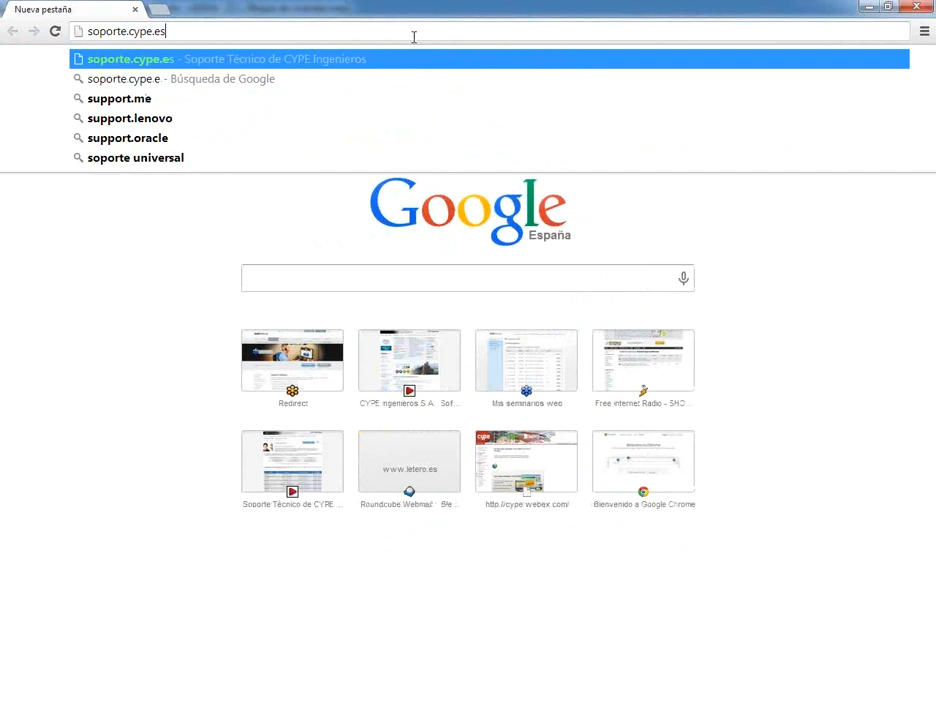 Nueva pestaña
soporte.cype.es
soporte.cype.es - Soporte Técnico de CYPE Ingenieros
soporte.cype.e - Búsqueda de Google
support.me
support.lenovo
support.oracle
soporte universal
Google
España
Redirect
CYPE Ingenieros S.A. Sof...
Mis seminarios web
Free Internet Radio - SHO...
www.letero.es
Soporte Técnico de CYPE ...
Roundcube Webmail
http://cype.webex.com/
Bienvenido a Google Chrome